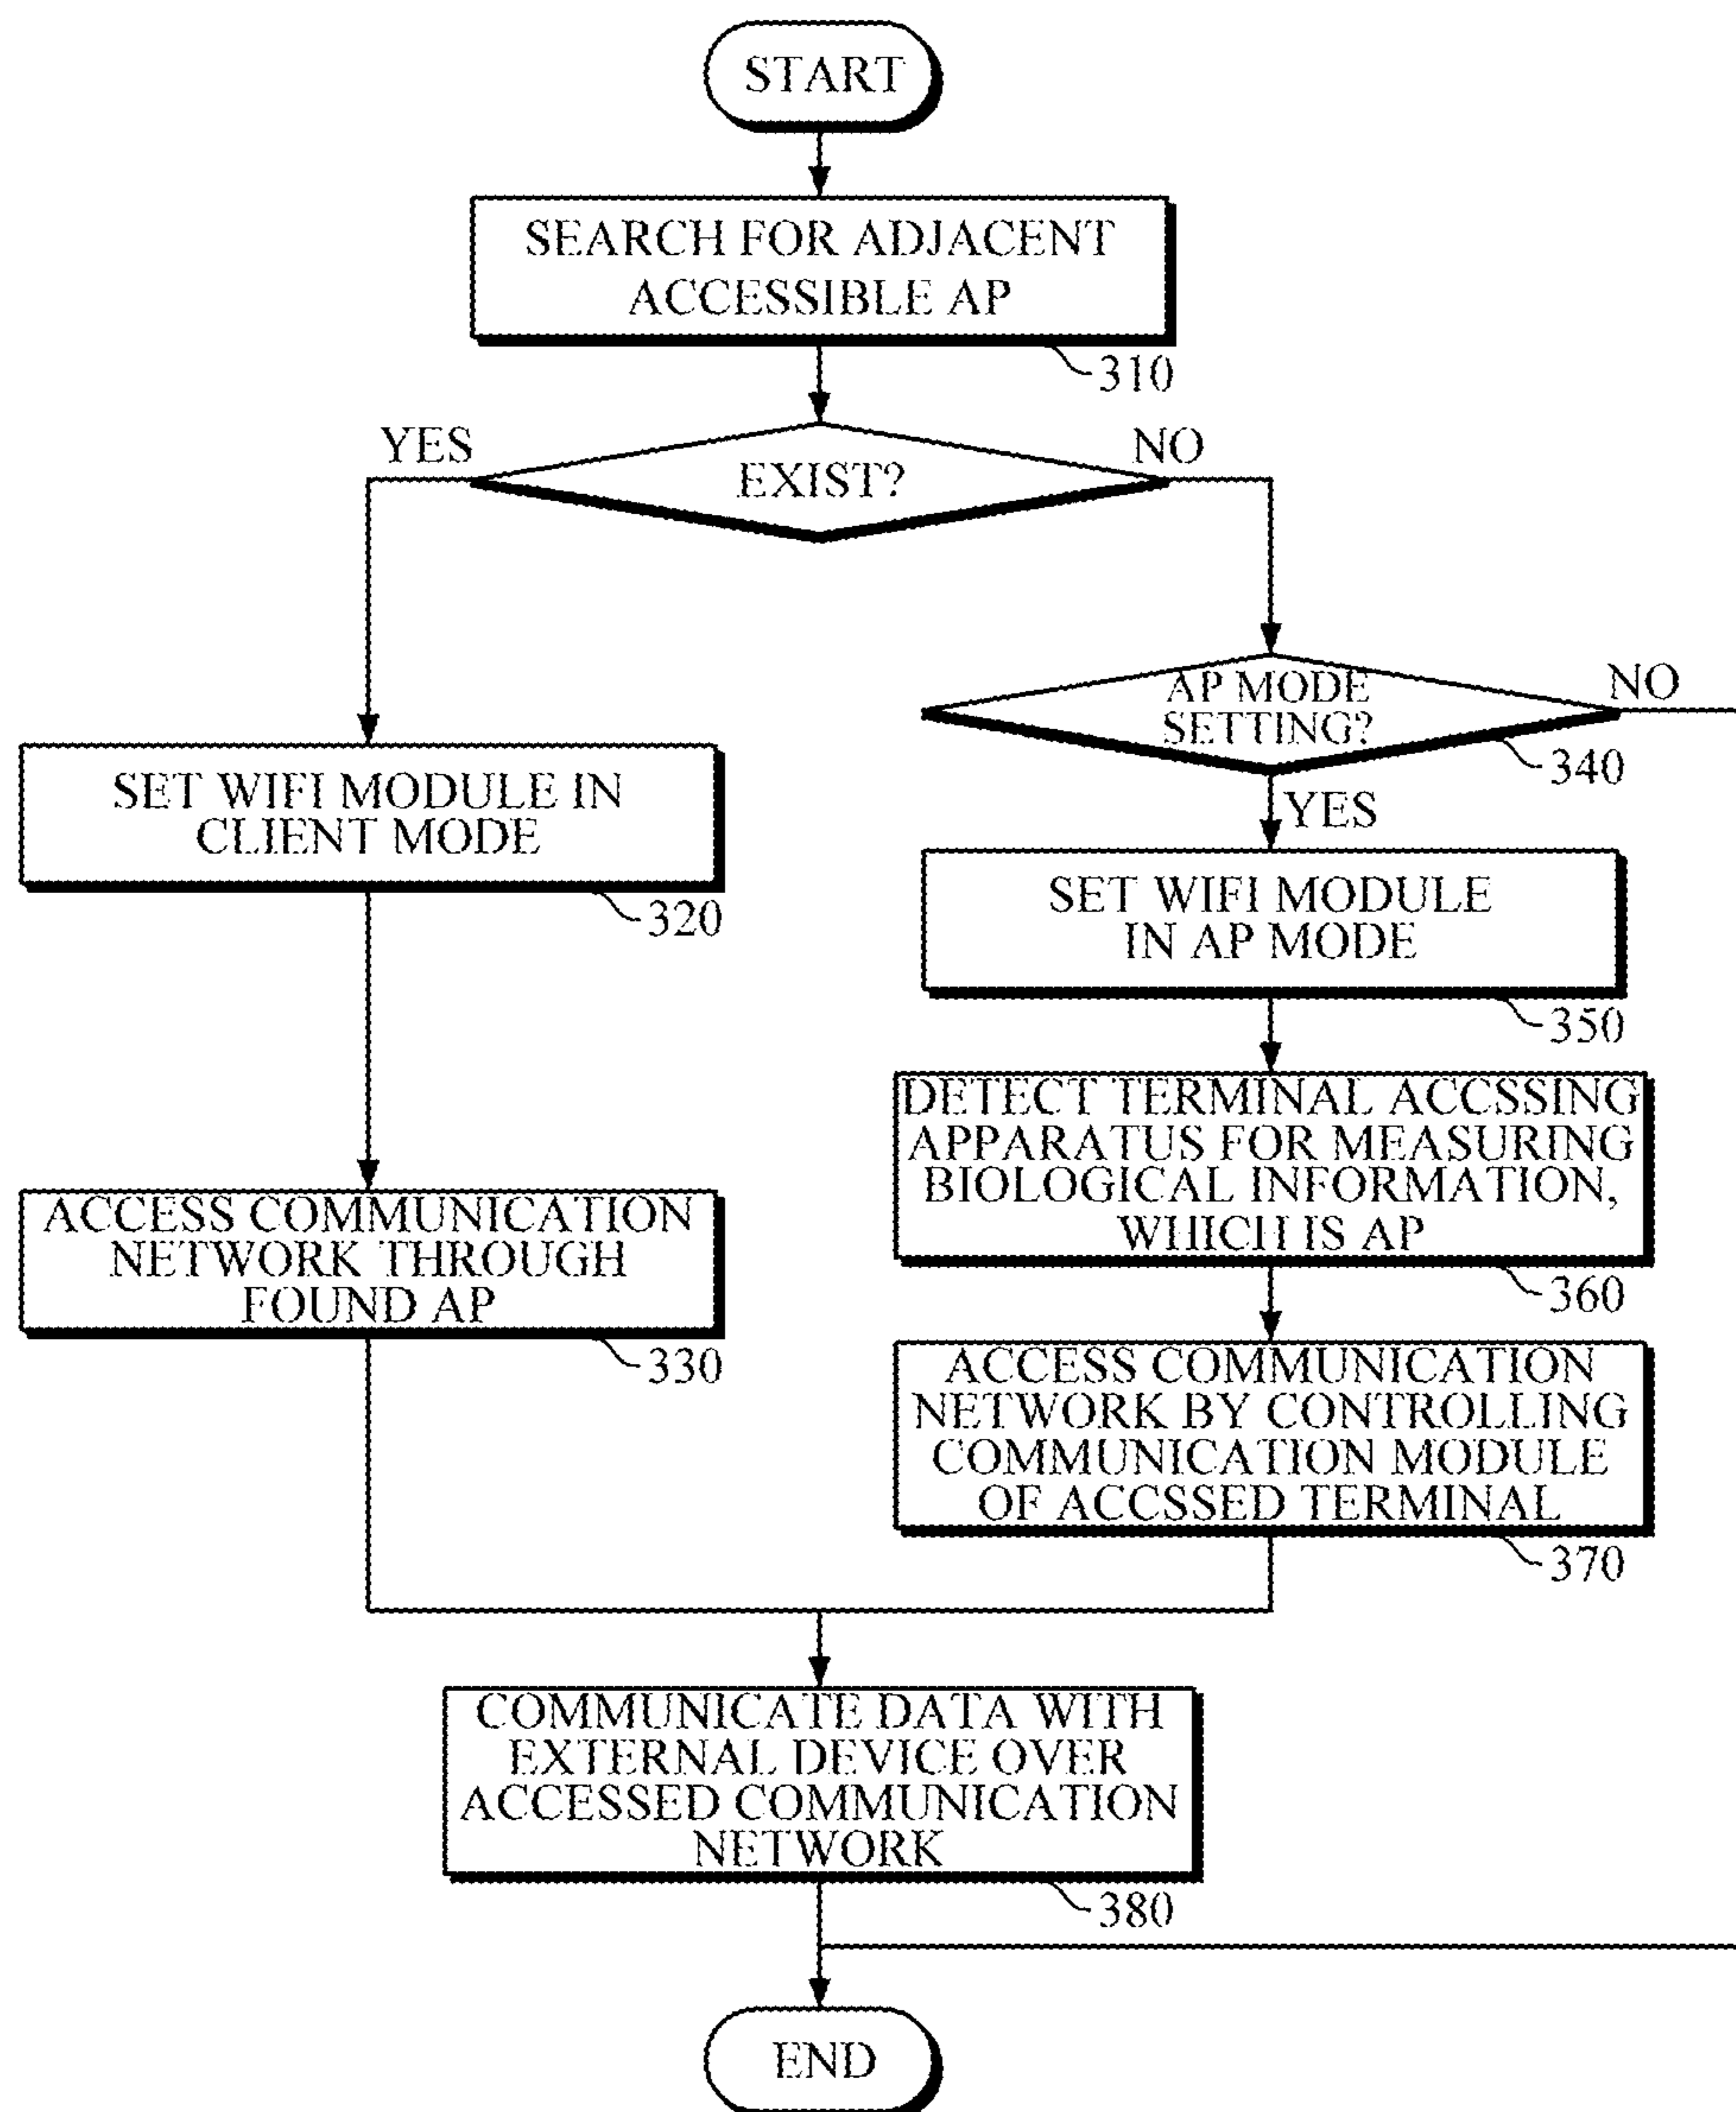 START
SEARCH FOR ADJACENT
ACCESSIBLE AP
310
YES
NO
EXIST?
AP MODE
SETTING?
NO
340
YES
SET WIFI MODULE IN
CLIENT MODE
320
SET WIFI MODULE
IN AP MODE
350
DETECT TERMINAL ACCSSING
APPARATUS FOR MEASURING
BIOLOGICAL INFORMATION,
WHICH IS AP
360
ACCESS COMMUNICATION
NETWORK THROUGH
FOUND AP
330
ACCESS COMMUNICATION
NETWORK BY CONTROLLING
COMMUNICATION MODULE
OF ACCSSED TERMINAL
370
COMMUNICATE DATA WITH
EXTERNAL DEVICE OVER
ACCESSED COMMUNICATION
NETWORK
380
END